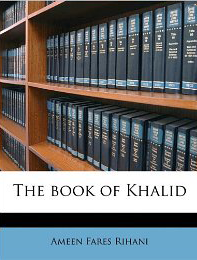 The book of Khalid
Ameen Fares Rihani